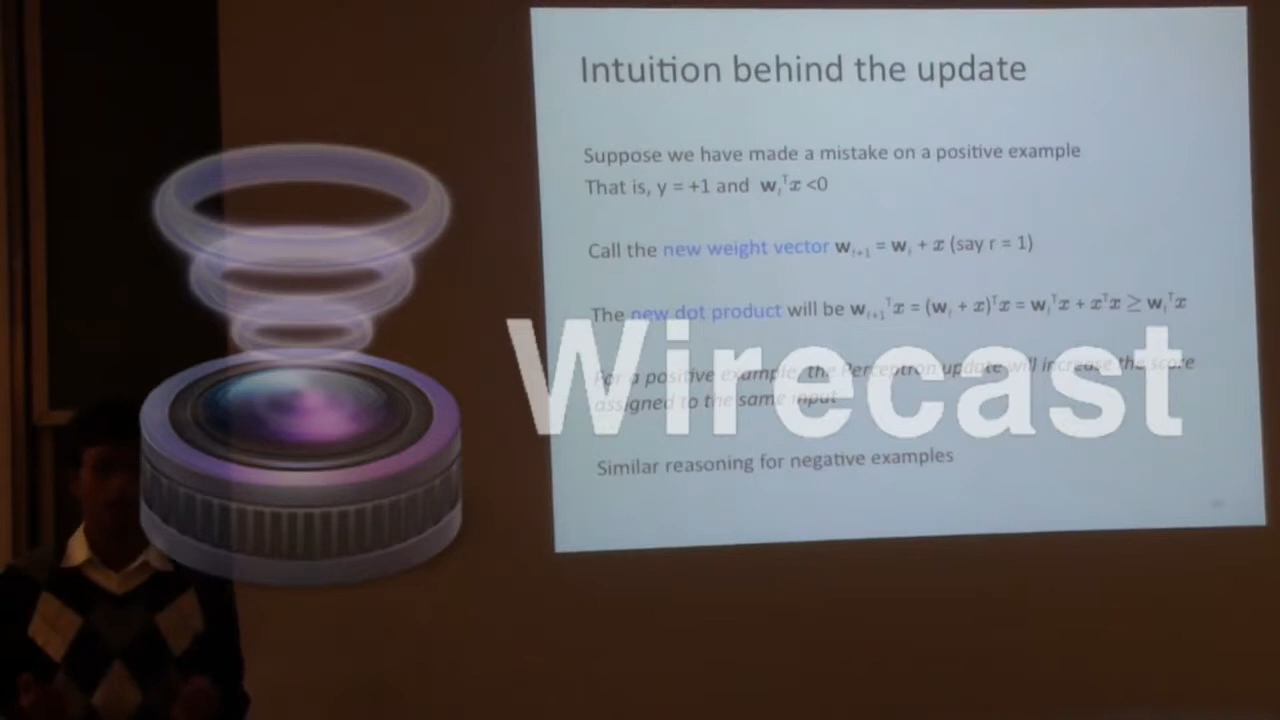 Intuition behind the update
Suppose we have made a mistake on a positive example
That is, y = +1 and wₜᵀx <0
Call the new weight vector wₜ₊₁ = wₜ + x (say r = 1)
The new dot product will be wₜ₊₁ᵀx = (wₜ + x)ᵀx = wₜᵀx + xᵀx ≥ wₜᵀx
For a positive example, the Perceptron update will increase the score
assigned to the same input
Similar reasoning for negative examples
Wirecast